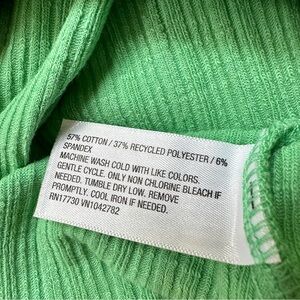 57% COTTON / 37% RECYCLED POLYESTER / 6%
SPANDEX
MACHINE WASH COLD WITH LIKE COLORS.
GENTLE CYCLE. ONLY NON CHLORINE BLEACH IF
NEEDED. TUMBLE DRY LOW. REMOVE
PROMPTLY. COOL IRON IF NEEDED.
RN17730 VN1042782